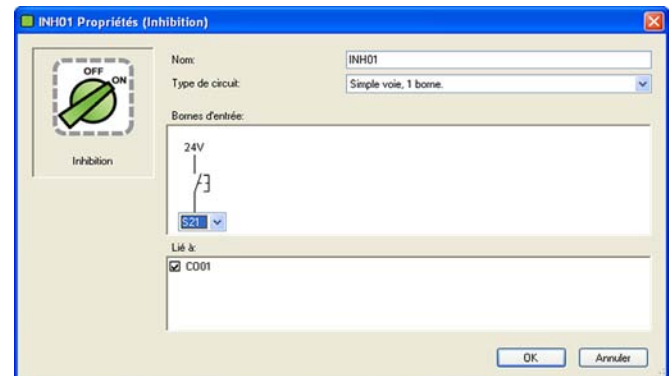 INH01 Propriétés (Inhibition)
OFF
ON
Inhibition
Nom:
INH01
Type de circuit:
Simple voie, 1 borne.
Bornes d'entrée:
24V
S21
Lié à:
CO01
OK
Annuler